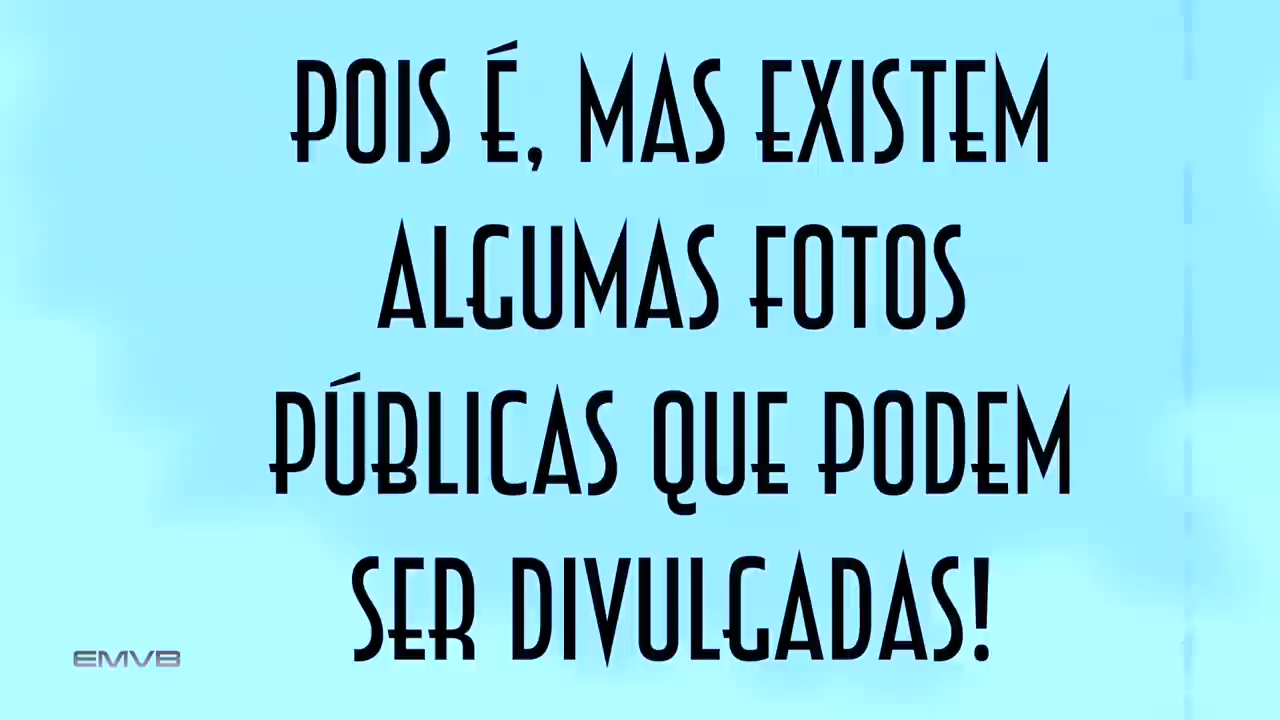 POIS É, MAS EXISTEM
ALGUMAS FOTOS
PÚBLICAS QUE PODEM
SER DIVULGADAS!
EMVB